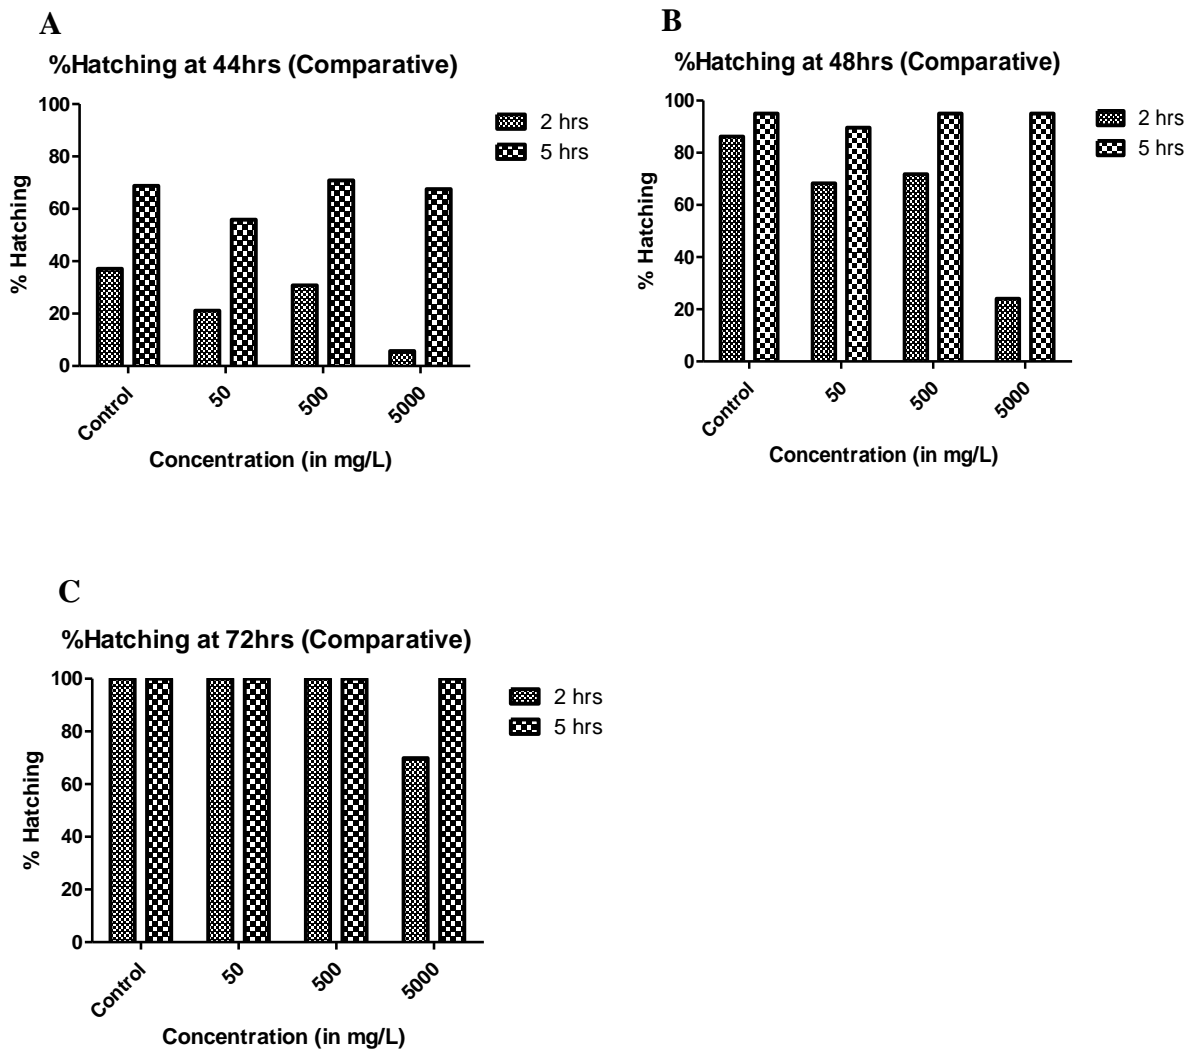 A
%Hatching at 44hrs (Comparative)
100
80
60
40
20
0
% Hatching
Control
50
500
5000
Concentration (in mg/L)
2 hrs
5 hrs
B
%Hatching at 48hrs (Comparative)
100
80
60
40
20
0
% Hatching
Control
50
500
5000
Concentration (in mg/L)
2 hrs
5 hrs
C
%Hatching at 72hrs (Comparative)
100
80
60
40
20
0
% Hatching
Control
50
500
5000
Concentration (in mg/L)
2 hrs
5 hrs